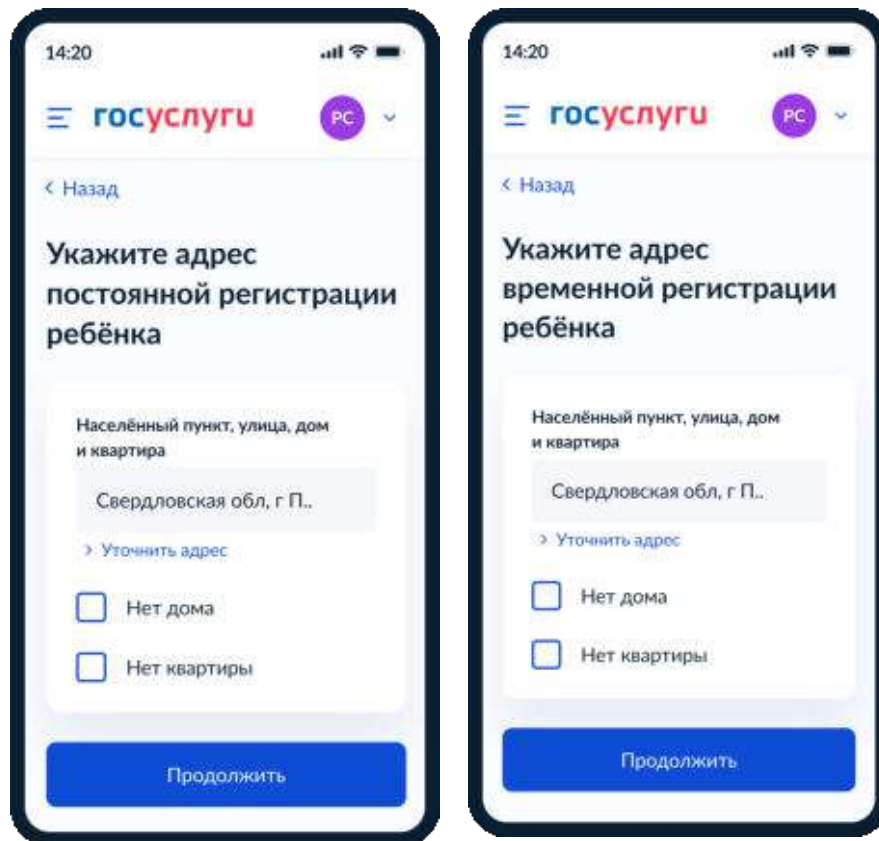 14:20
госуслуги
РС
Назад
Укажите адрес
постоянной регистрации
ребёнка
Населённый пункт, улица, дом
и квартира
Свердловская обл, г П..
Уточнить адрес
Нет дома
Нет квартиры
Продолжить
14:20
госуслуги
РС
Назад
Укажите адрес
временной регистрации
ребёнка
Населённый пункт, улица, дом
и квартира
Свердловская обл, г П..
Уточнить адрес
Нет дома
Нет квартиры
Продолжить